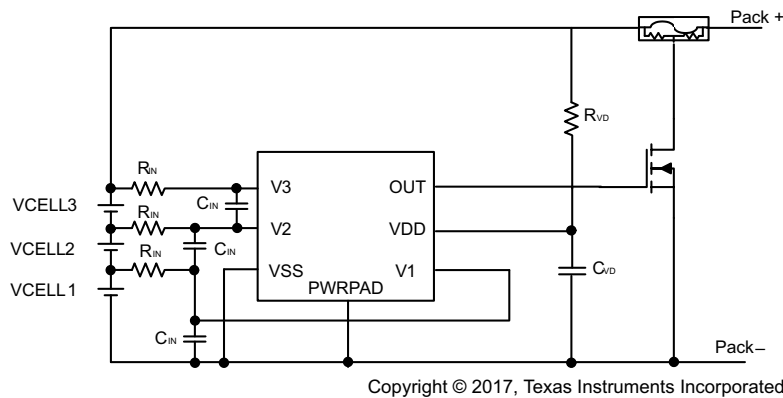 Pack +
RVD
RIN
V3
OUT
VCELL3
CIN
RIN
V2
VDD
VCELL2
CIN
RIN
VSS
V1
CVD
VCELL1
PWRPAD
CIN
Pack–
Copyright © 2017, Texas Instruments Incorporated